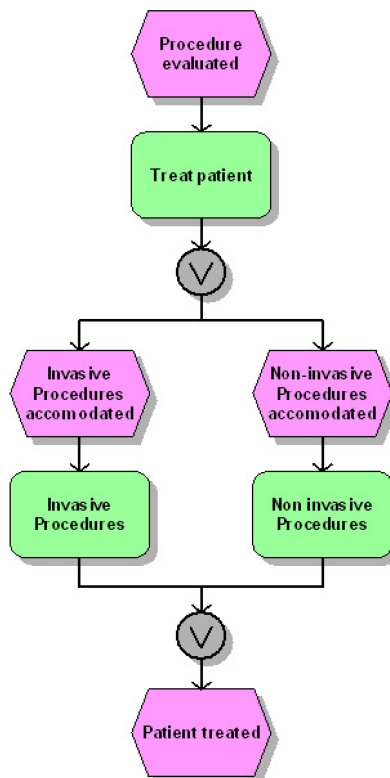 Procedure
evaluated
Treat patient
V
Invasive
Procedures
accomodated
Non-invasive
Procedures
accomodated
Invasive
Procedures
Non invasive
Procedures
V
Patient treated